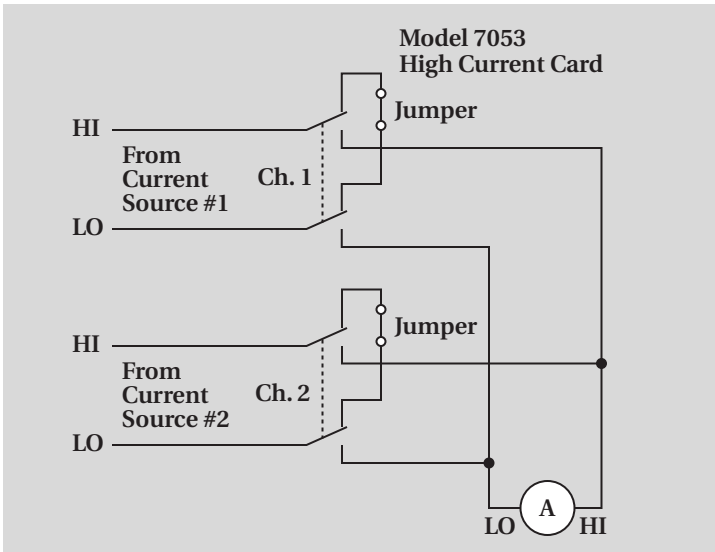 Model 7053
High Current Card
Jumper
HI
From
Current
Source #1
Ch. 1
LO
Jumper
HI
From
Current
Source #2
Ch. 2
LO
A
LO
HI